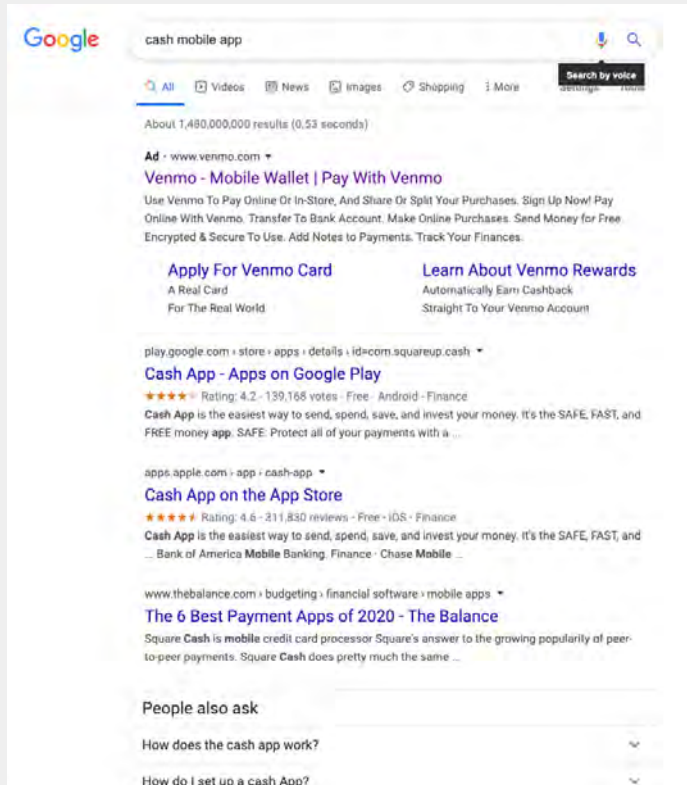 Google
cash mobile app
Search by voice
All Videos News Images Shopping More Settings Tools
About 1,480,000,000 results (0.53 seconds)
Ad · www.venmo.com
Venmo - Mobile Wallet | Pay With Venmo
Use Venmo To Pay Online Or In-Store, And Share Or Split Your Purchases. Sign Up Now! Pay
Online With Venmo. Transfer To Bank Account. Make Online Purchases. Send Money for Free.
Encrypted & Secure To Use. Add Notes to Payments. Track Your Finances.
Apply For Venmo Card
A Real Card
For The Real World
Learn About Venmo Rewards
Automatically Earn Cashback
Straight To Your Venmo Account
play.google.com › store › apps › details › id=com.squareup.cash
Cash App - Apps on Google Play
Rating: 4.2 - 139,168 votes - Free - Android - Finance
Cash App is the easiest way to send, spend, save, and invest your money. It's the SAFE, FAST, and
FREE money app. SAFE: Protect all of your payments with a ...
apps.apple.com › app › cash-app
Cash App on the App Store
Rating: 4.6 - 211,830 reviews - Free - iOS - Finance
Cash App is the easiest way to send, spend, save, and invest your money. It's the SAFE, FAST, and
... Bank of America Mobile Banking. Finance · Chase Mobile ...
www.thebalance.com › budgeting › financial software › mobile apps
The 6 Best Payment Apps of 2020 - The Balance
Square Cash is mobile credit card processor Square's answer to the growing popularity of peer-
to-peer payments. Square Cash does pretty much the same ...
People also ask
How does the cash app work?
How do I set up a cash App?